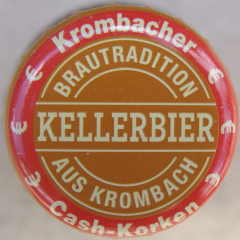 Krombacher
BRAUTRADITION
KELLERBIER
AUS KROMBACH
Cash-Korken
€
€
€
€